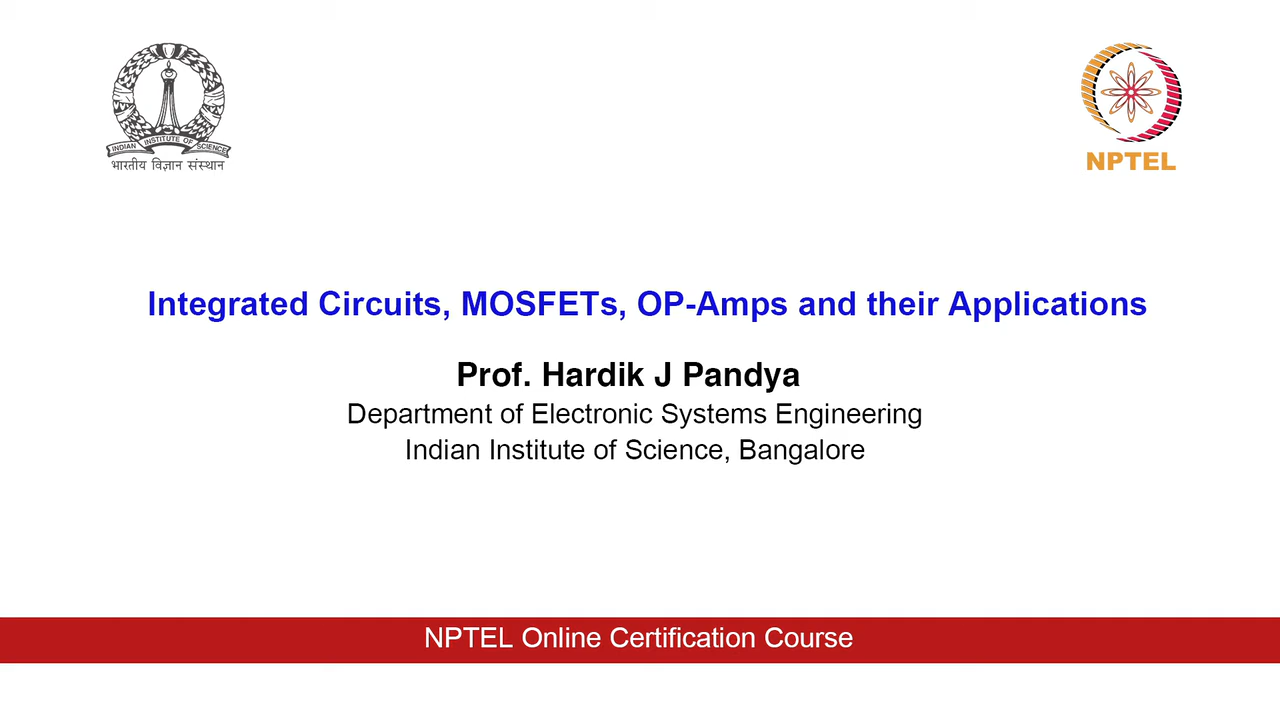 INDIAN INSTITUTE OF SCIENCE
भारतीय विज्ञान संस्थान
NPTEL
Integrated Circuits, MOSFETs, OP-Amps and their Applications
Prof. Hardik J Pandya
Department of Electronic Systems Engineering
Indian Institute of Science, Bangalore
NPTEL Online Certification Course